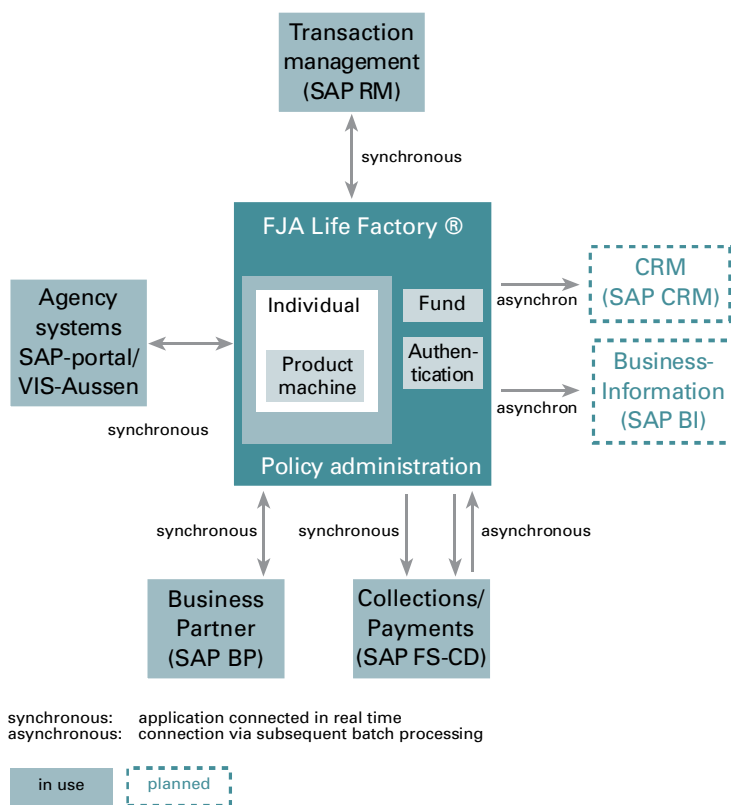 Transaction
management
(SAP RM)
synchronous
FJA Life Factory ®
Individual
Product
machine
Fund
Authen-
tication
Policy administration
Agency
systems
SAP-portal/
VIS-Aussen
synchronous
asynchron
CRM
(SAP CRM)
asynchron
Business-
Information
(SAP BI)
synchronous
synchronous
asynchronous
Business
Partner
(SAP BP)
Collections/
Payments
(SAP FS-CD)
synchronous: application connected in real time
asynchronous: connection via subsequent batch processing
in use
planned